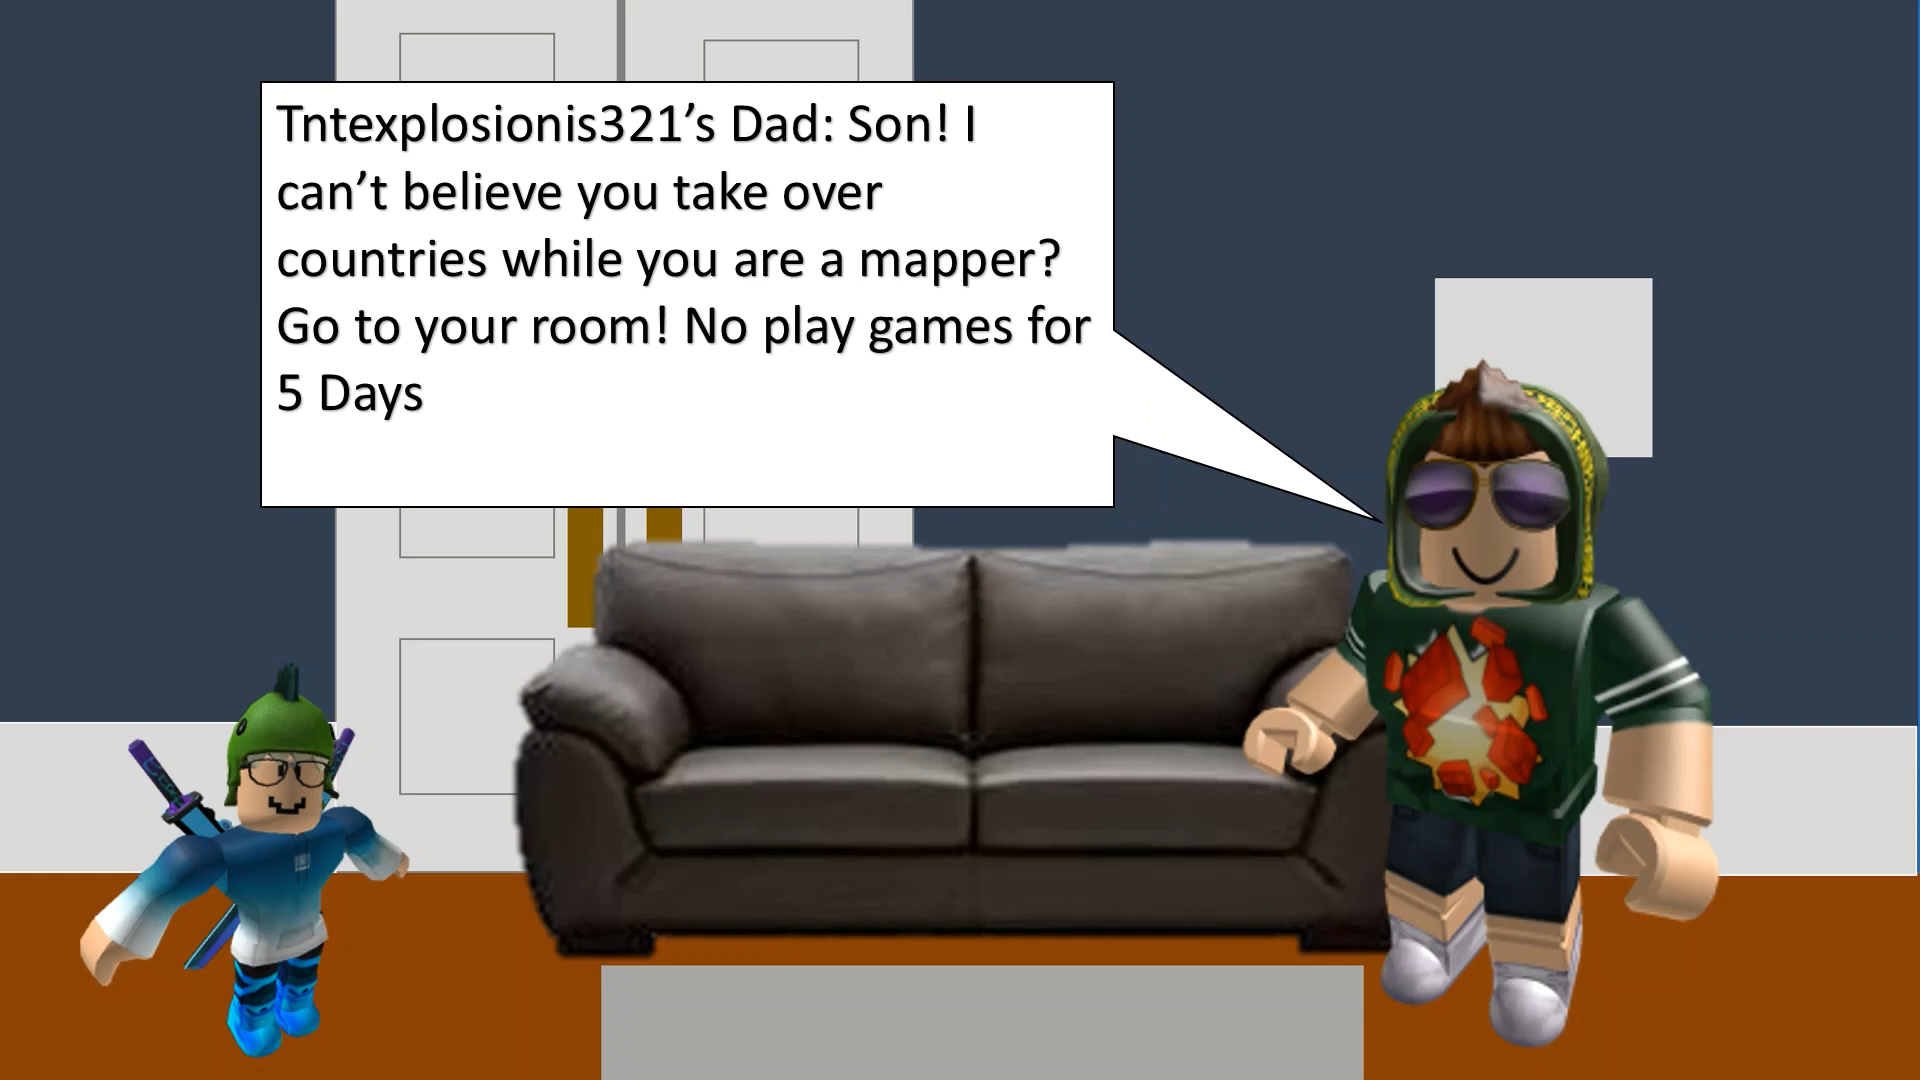 Tntexplosionis321’s Dad: Son! I
can’t believe you take over
countries while you are a mapper?
Go to your room! No play games for
5 Days